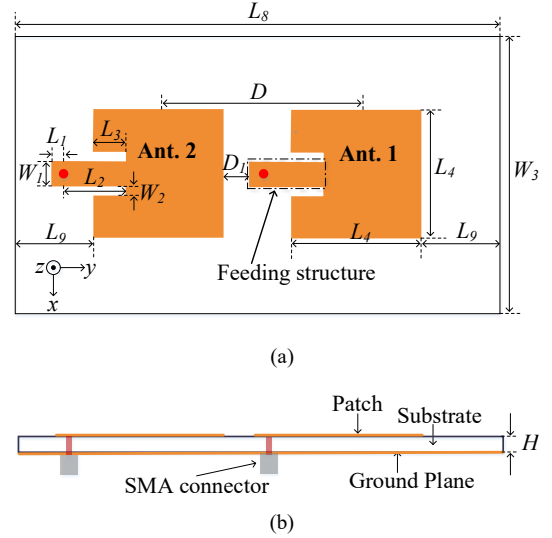 L8
D
L3
L1
Ant. 2
Ant. 1
D1
W1
L2
W2
L4
W3
L9
L4
L9
Feeding structure
z
y
x
(a)
Patch
Substrate
H
SMA connector
Ground Plane
(b)